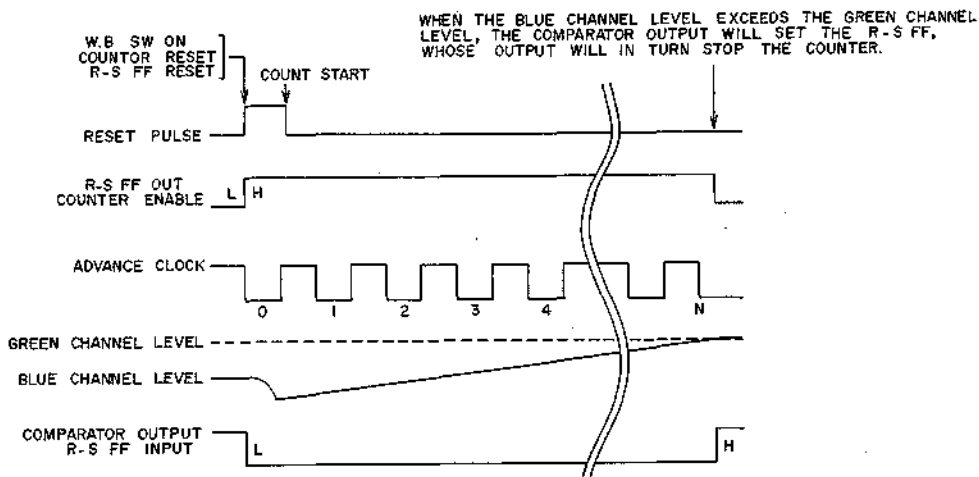 WHEN THE BLUE CHANNEL LEVEL EXCEEDS THE GREEN CHANNEL
LEVEL, THE COMPARATOR OUTPUT WILL SET THE R-S FF,
WHOSE OUTPUT WILL IN TURN STOP THE COUNTER.
W.B SW ON
COUNTOR RESET
R-S FF RESET
COUNT START
RESET PULSE
R-S FF OUT
COUNTER ENABLE
L H
ADVANCE CLOCK
0 1 2 3 4 N
GREEN CHANNEL LEVEL
BLUE CHANNEL LEVEL
COMPARATOR OUTPUT
R-S FF INPUT
L H